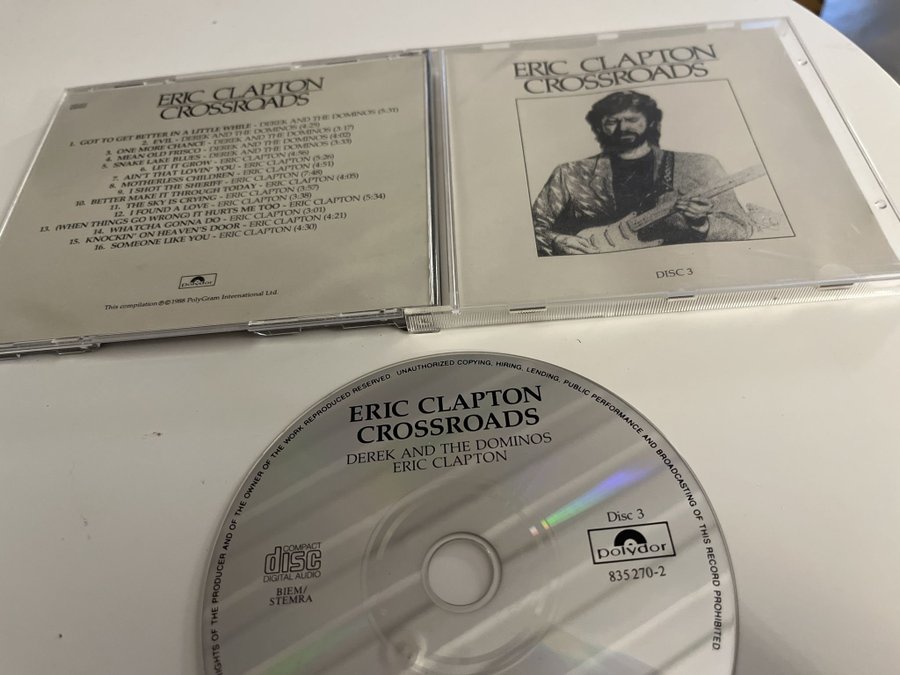 ERIC CLAPTON
CROSSROADS
1. GOT TO GET BETTER IN A LITTLE WHILE - DEREK AND THE DOMINOS (5:31)
2. EVIL - DEREK AND THE DOMINOS (4:25)
3. ONE MORE CHANCE - DEREK AND THE DOMINOS (3:17)
4. MEAN OLD FRISCO - DEREK AND THE DOMINOS (4:02)
5. SNAKE LAKE BLUES - DEREK AND THE DOMINOS (3:33)
6. LET IT GROW - ERIC CLAPTON (4:56)
7. AIN'T THAT LOVIN' YOU - ERIC CLAPTON (5:26)
8. MOTHERLESS CHILDREN - ERIC CLAPTON (4:51)
9. I SHOT THE SHERIFF - ERIC CLAPTON (7:48)
10. BETTER MAKE IT THROUGH TODAY - ERIC CLAPTON (4:05)
11. THE SKY IS CRYING - ERIC CLAPTON (3:57)
12. I FOUND A LOVE - ERIC CLAPTON (3:38)
13. (WHEN THINGS GO WRONG) IT HURTS ME TOO - ERIC CLAPTON (5:34)
14. WHATCHA GONNA DO - ERIC CLAPTON (3:01)
15. KNOCKIN' ON HEAVEN'S DOOR - ERIC CLAPTON (4:21)
16. SOMEONE LIKE YOU - ERIC CLAPTON (4:30)
polydor
This compilation ℗©1988 PolyGram International Ltd.
ERIC CLAPTON
CROSSROADS
DISC 3
RIGHTS OF THE PRODUCER AND OF THE OWNER OF THE WORK REPRODUCED RESERVED. UNAUTHORIZED COPYING, HIRING, LENDING, PUBLIC PERFORMANCE AND BROADCASTING OF THIS RECORD PROHIBITED.
ERIC CLAPTON
CROSSROADS
DEREK AND THE DOMINOS
ERIC CLAPTON
COMPACT
disc
DIGITAL AUDIO
BIEM/
STEMRA
Disc 3
polydor
835 270-2